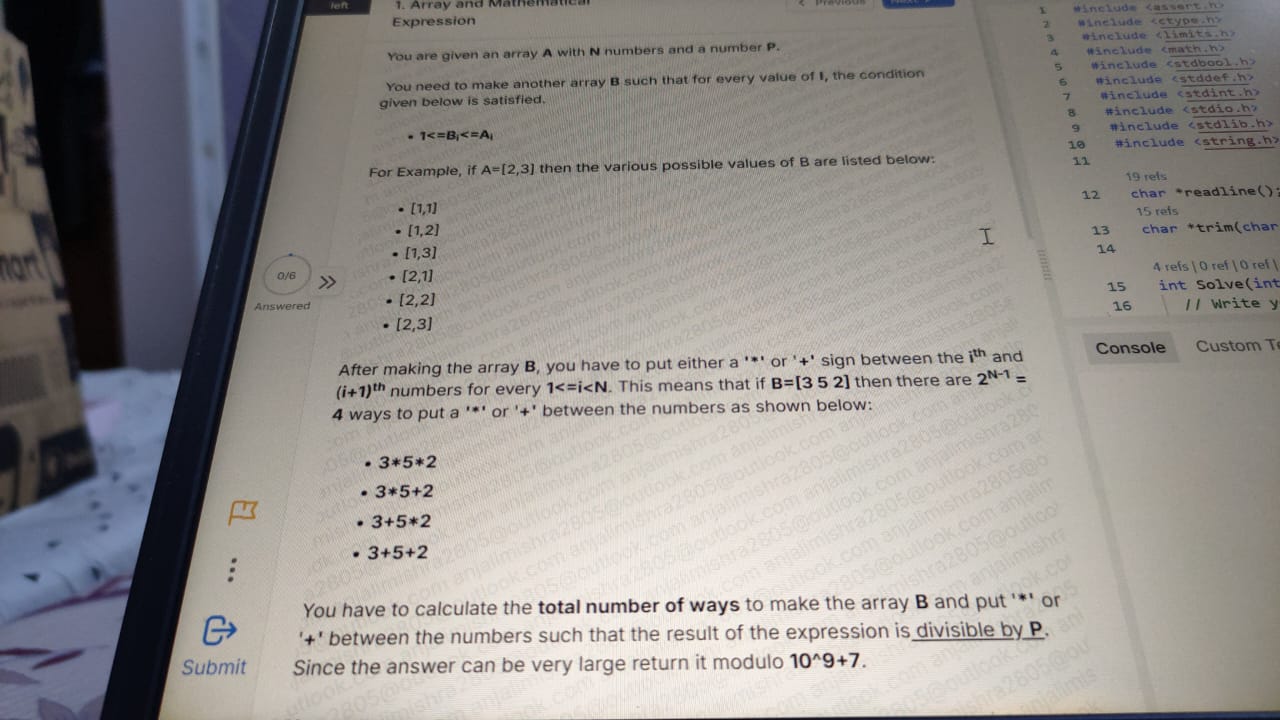 left
1. Array and Mathematical
Expression
You are given an array A with N numbers and a number P.
You need to make another array B such that for every value of I, the condition
given below is satisfied.
• 1<=Bᵢ<=Aᵢ
For Example, if A=[2,3] then the various possible values of B are listed below:
• [1,1]
• [1,2]
• [1,3]
• [2,1]
• [2,2]
• [2,3]
0/6
Answered
After making the array B, you have to put either a '*' or '+' sign between the iᵗʰ and
(i+1)ᵗʰ numbers for every 1<=i<N. This means that if B=[3 5 2] then there are 2ᴺ⁻¹ =
4 ways to put a '*' or '+' between the numbers as shown below:
• 3*5*2
• 3*5+2
• 3+5*2
• 3+5+2
You have to calculate the total number of ways to make the array B and put '*' or
'+' between the numbers such that the result of the expression is divisible by P.
Since the answer can be very large return it modulo 10^9+7.
Submit
Previous
1 #include <assert.h>
2 #include <ctype.h>
3 #include <limits.h>
4 #include <math.h>
5 #include <stdbool.h>
6 #include <stddef.h>
7 #include <stdint.h>
8 #include <stdio.h>
9 #include <stdlib.h>
10 #include <string.h>
11
19 refs
12 char *readline();
15 refs
13 char *trim(char
14
4 refs | 0 ref | 0 ref |
15 int Solve(int
16 // Write y
Console
Custom Te